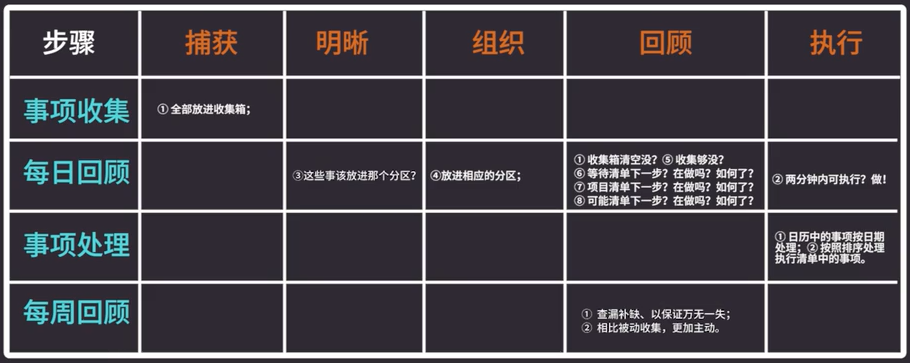 步骤 捕获 明晰 组织 回顾 执行
事项收集 ① 全部放进收集箱；
每日回顾 ③这些事该放进那个分区？ ④放进相应的分区；
① 收集箱清空没？⑤ 收集够没？
⑥ 等待清单下一步？在做吗？如何了？
⑦ 项目清单下一步？在做吗？如何了？
⑧ 可能清单下一步？在做吗？如何了？
② 两分钟内可执行？做！
事项处理
① 日历中的事项按日期
处理；② 按照排序处理
执行清单中的事项。
每周回顾
① 查漏补缺、以保证万无一失；
② 相比被动收集，更加主动。